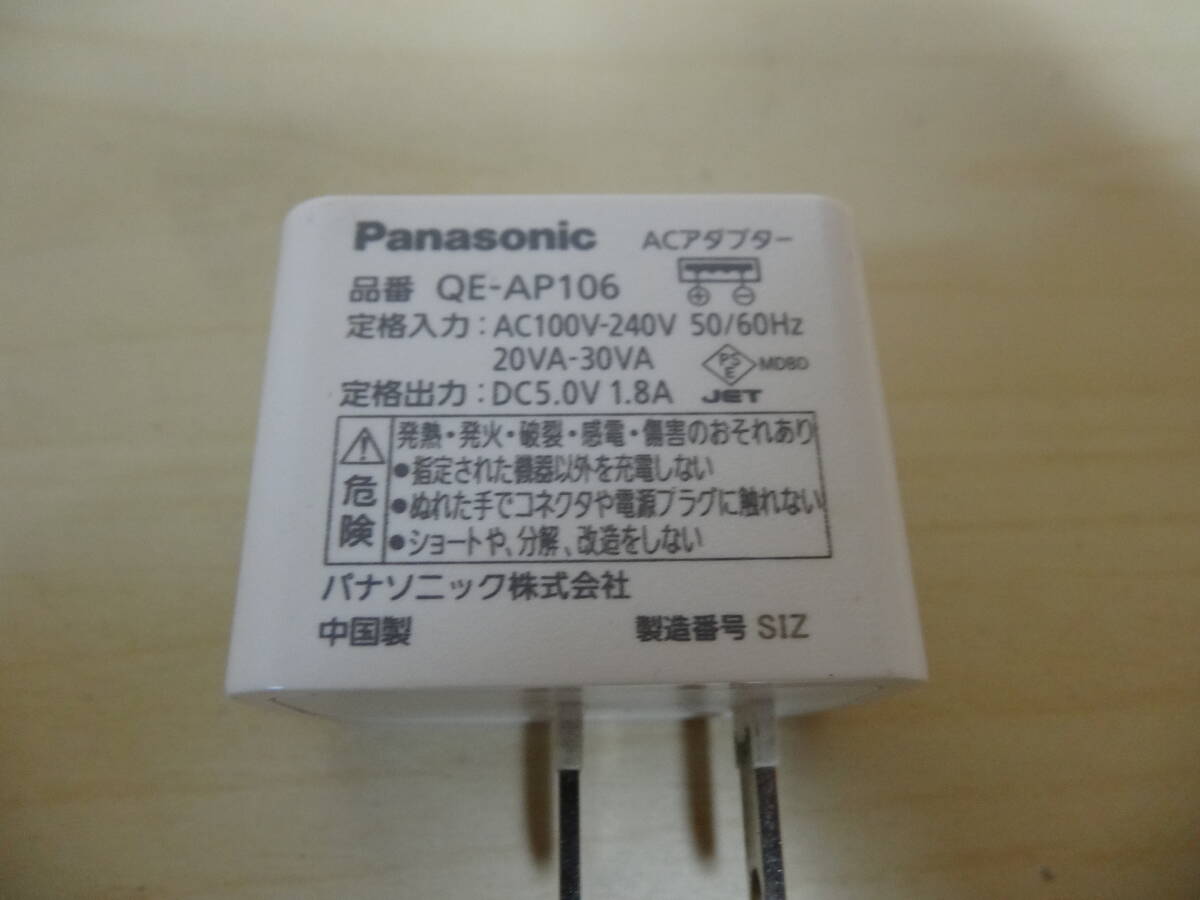 Panasonic ACアダプター
品番 QE-AP106
⊕ ⊖
定格入力:AC100V-240V 50/60Hz
20VA-30VA
PSE MD8D
定格出力:DC5.0V 1.8A JET
危険
発熱・発火・破裂・感電・傷害のおそれあり
●指定された機器以外を充電しない
●ぬれた手でコネクタや電源プラグに触れない
●ショートや、分解、改造をしない
パナソニック株式会社
中国製 製造番号 SIZ